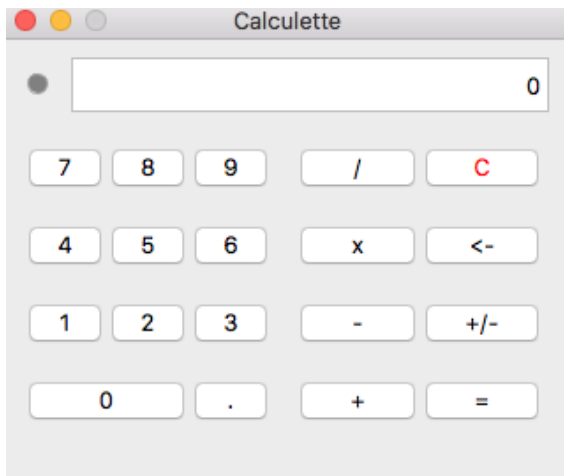 Calculette
0
7 8 9 / C
4 5 6 x <-
1 2 3 - +/-
0 . + =